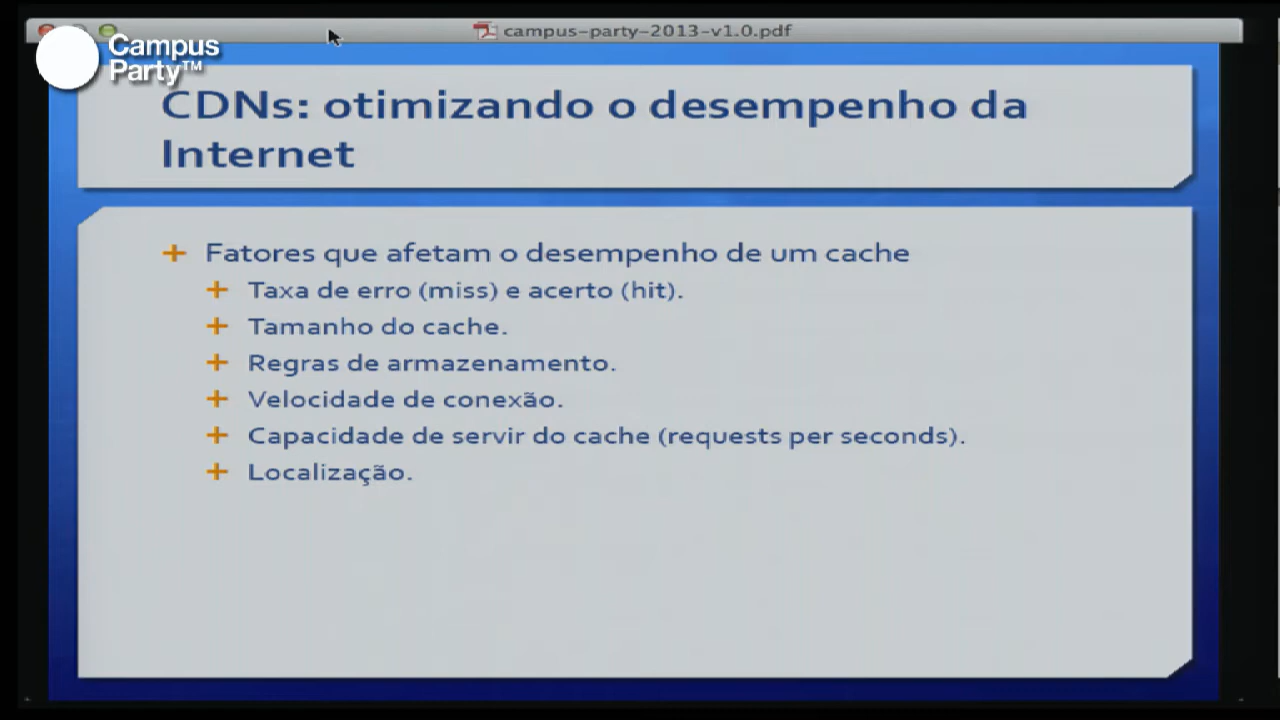 campus-party-2013-v1.0.pdf
Campus
Party™
CDNs: otimizando o desempenho da
Internet
Fatores que afetam o desempenho de um cache
Taxa de erro (miss) e acerto (hit).
Tamanho do cache.
Regras de armazenamento.
Velocidade de conexão.
Capacidade de servir do cache (requests per seconds).
Localização.